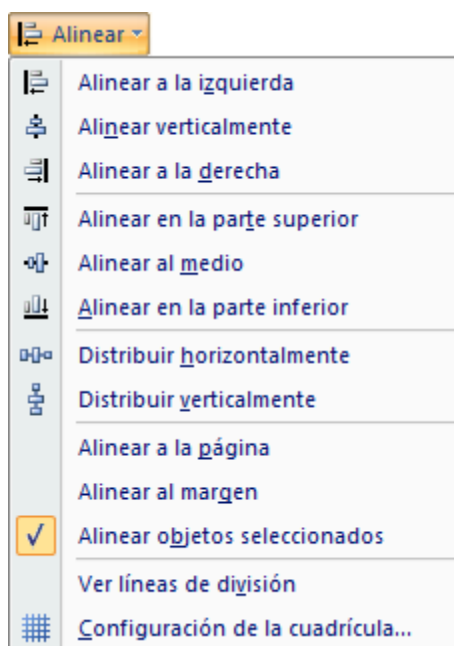 Alinear
Alinear a la izquierda
Alinear verticalmente
Alinear a la derecha
Alinear en la parte superior
Alinear al medio
Alinear en la parte inferior
Distribuir horizontalmente
Distribuir verticalmente
Alinear a la página
Alinear al margen
Alinear objetos seleccionados
Ver líneas de división
Configuración de la cuadrícula...